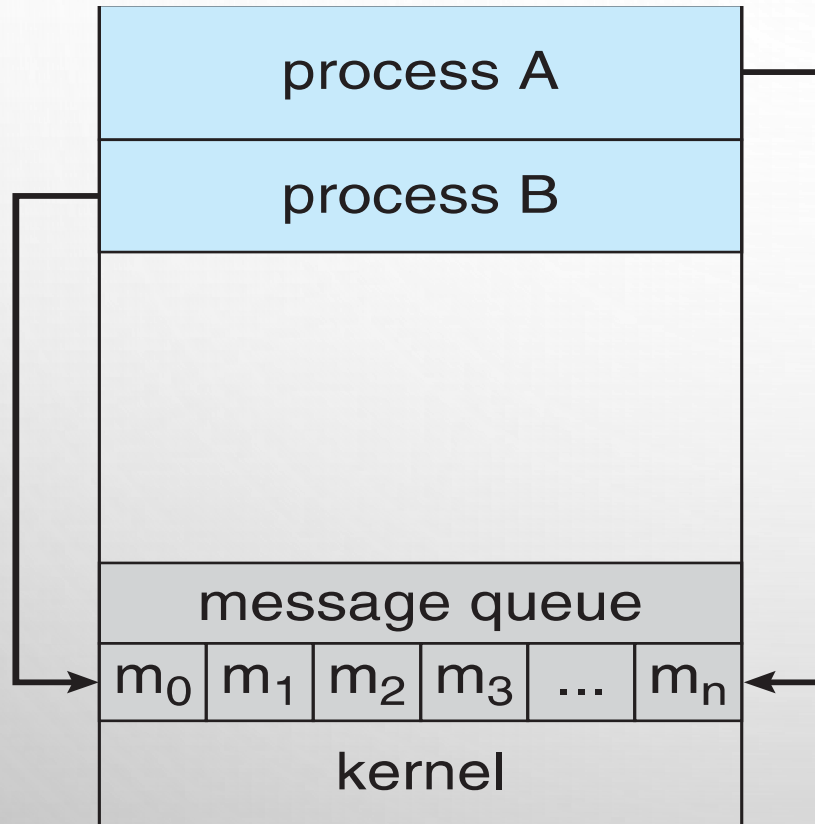 process A
process B
message queue
m₀ m₁ m₂ m₃ ... mₙ
kernel